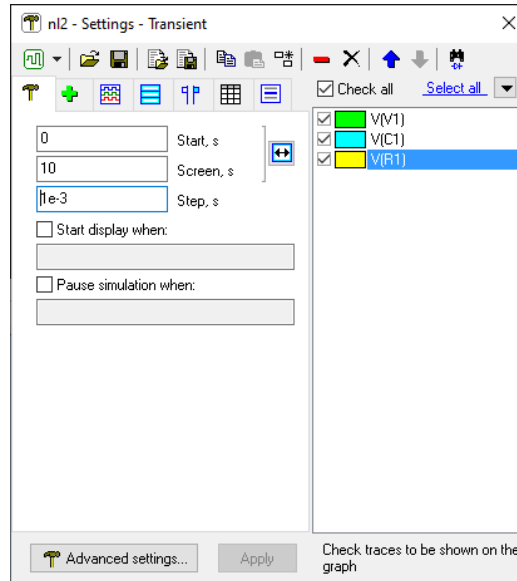 nl2 - Settings - Transient
Check all Select all
0 Start, s
10 Screen, s
1e-3 Step, s
Start display when:
Pause simulation when:
V(V1)
V(C1)
V(R1)
Advanced settings...
Apply
Check traces to be shown on the
graph